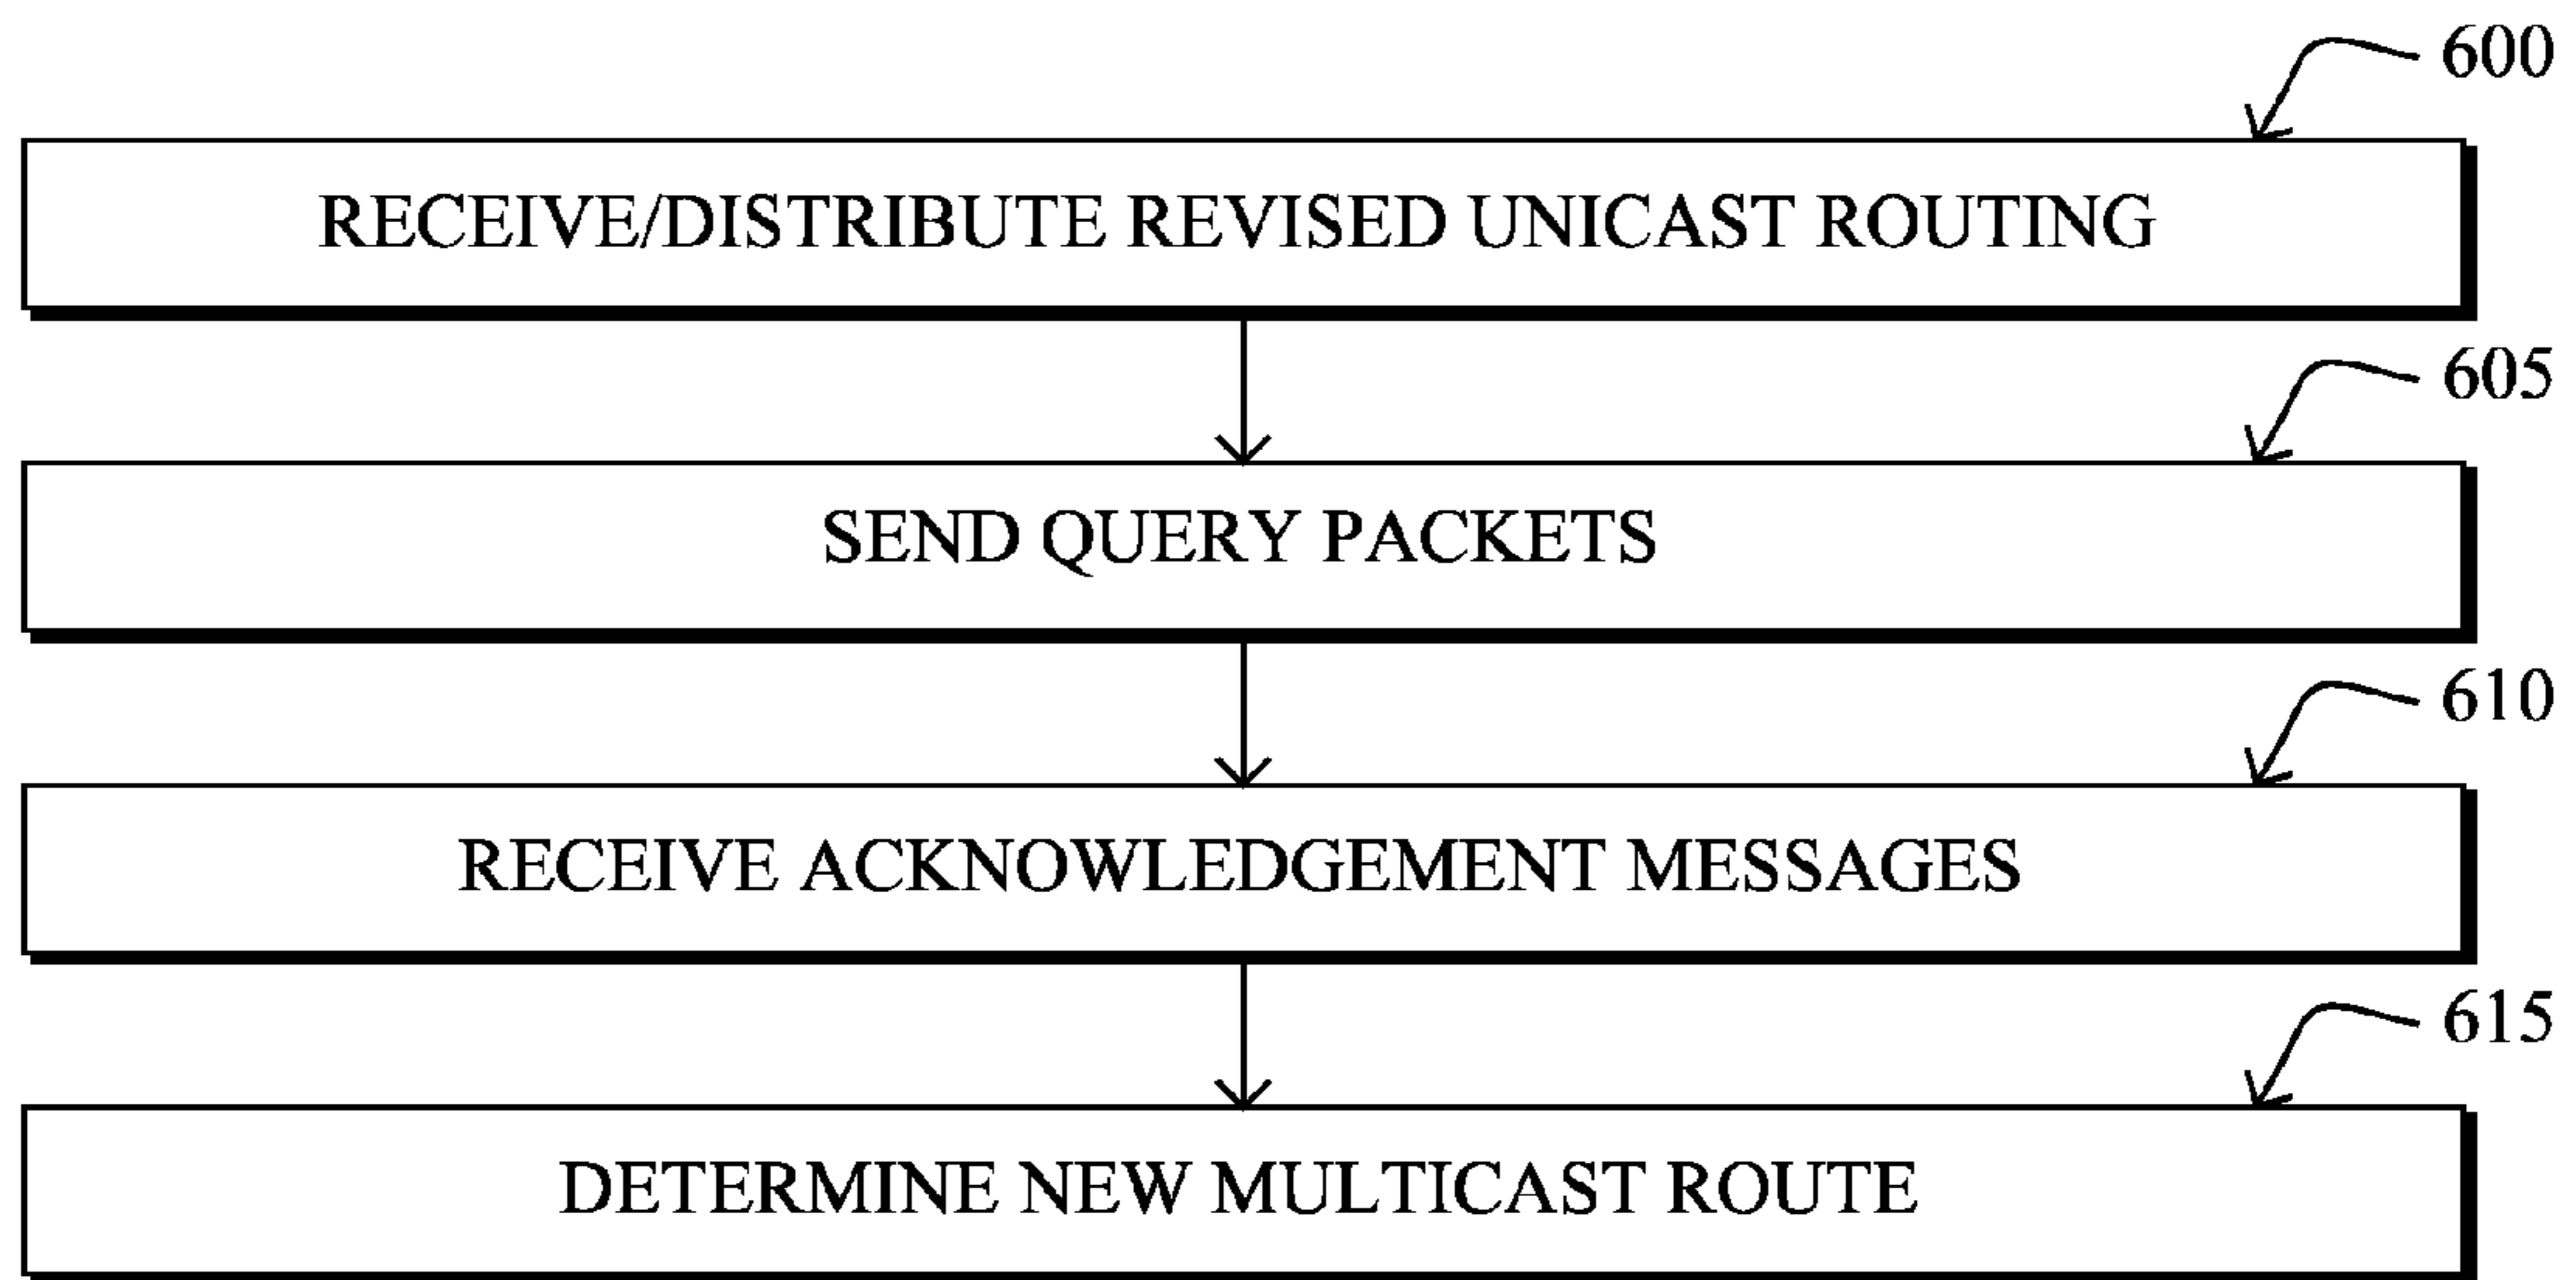 600
RECEIVE/DISTRIBUTE REVISED UNICAST ROUTING
605
SEND QUERY PACKETS
610
RECEIVE ACKNOWLEDGEMENT MESSAGES
615
DETERMINE NEW MULTICAST ROUTE